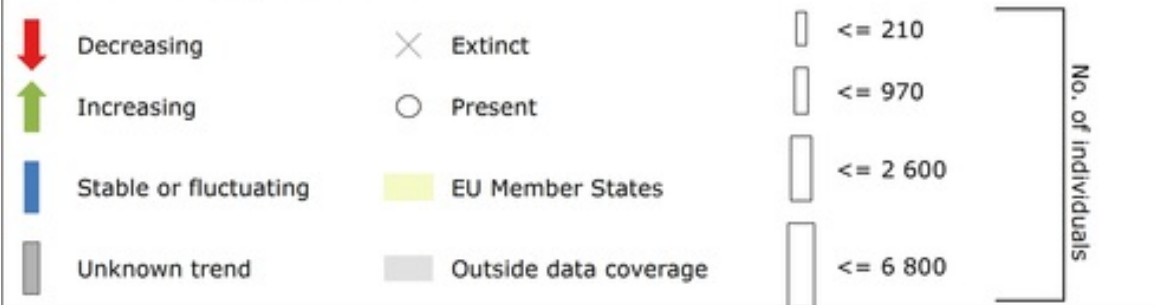 Decreasing
Increasing
Stable or fluctuating
Unknown trend
Extinct
Present
EU Member States
Outside data coverage
<= 210
<= 970
<= 2 600
<= 6 800
No. of individuals